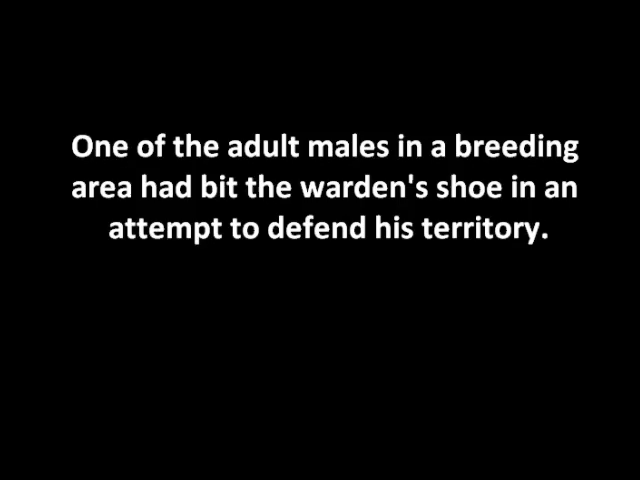 One of the adult males in a breeding
area had bit the warden's shoe in an
attempt to defend his territory.